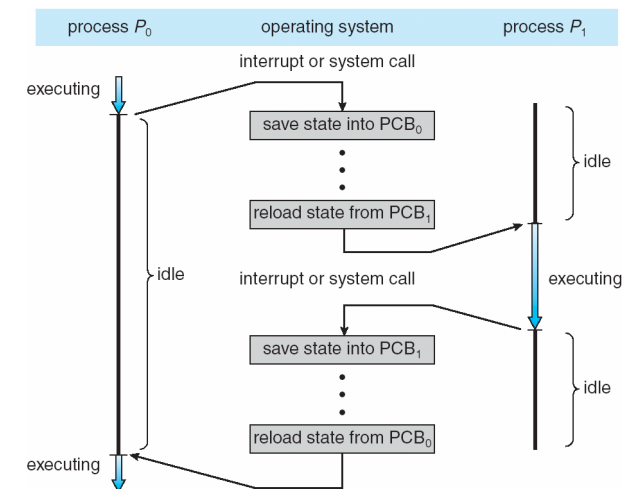 process P₀ operating system process P₁
interrupt or system call
executing
save state into PCB₀
idle
reload state from PCB₁
idle
interrupt or system call
executing
save state into PCB₁
idle
reload state from PCB₀
executing